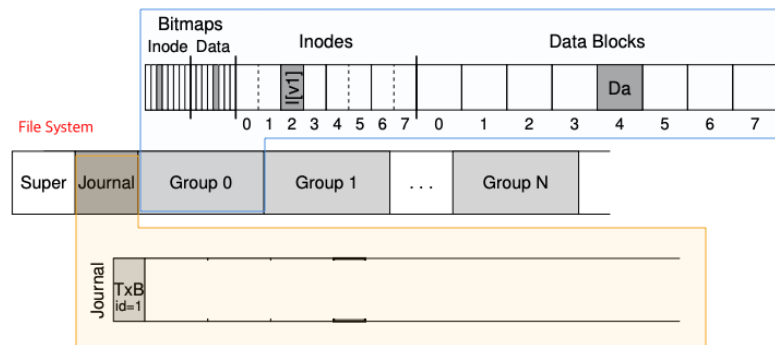 Bitmaps
Inode Data
Inodes
Data Blocks
I[v1]
Da
0 1 2 3 4 5 6 7
0 1 2 3 4 5 6 7
File System
Super
Journal
Group 0
Group 1
. . .
Group N
Journal
TxB
id=1